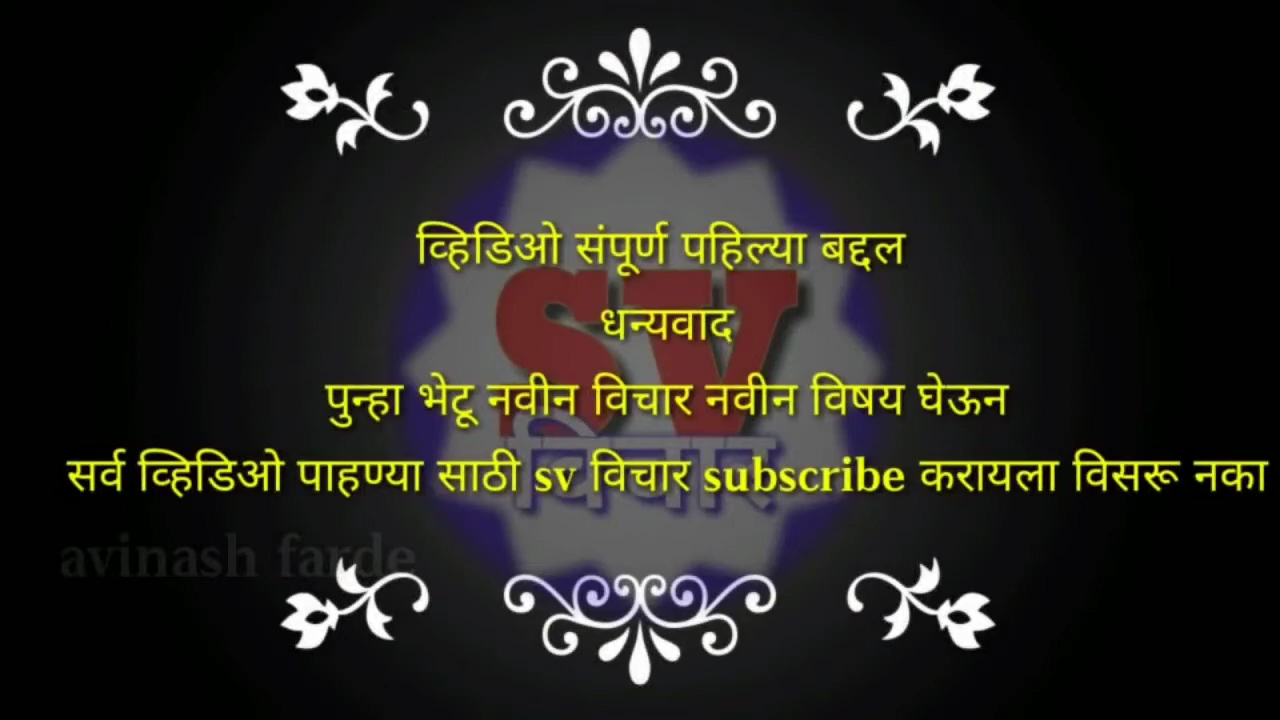 व्हिडिओ संपूर्ण पहिल्या बद्दल
धन्यवाद
पुन्हा भेटू नवीन विचार नवीन विषय घेऊन
सर्व व्हिडिओ पाहण्या साठी sv विचार subscribe करायला विसरू नका
avinash farde
SV
विचार